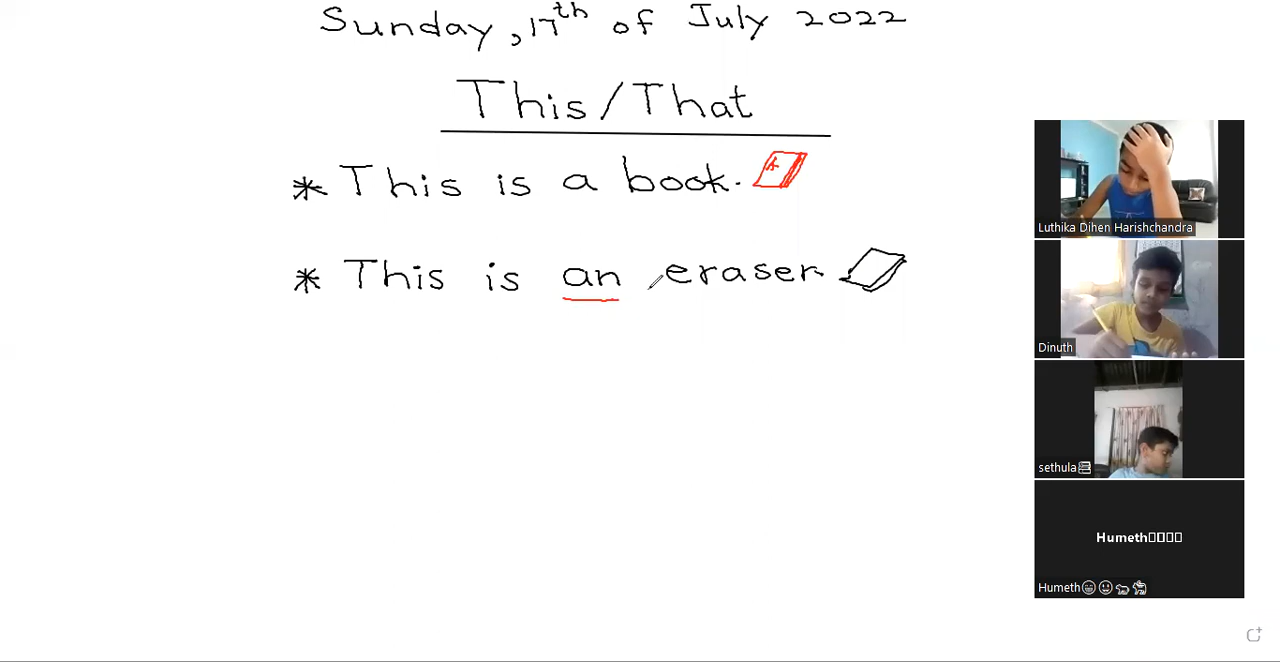 Sunday, 17th of July 2022
This/That
* This is a book.
* This is an eraser.
Luthika Dihen Harishchandra
Dinuth
sethula
Humeth
Humeth